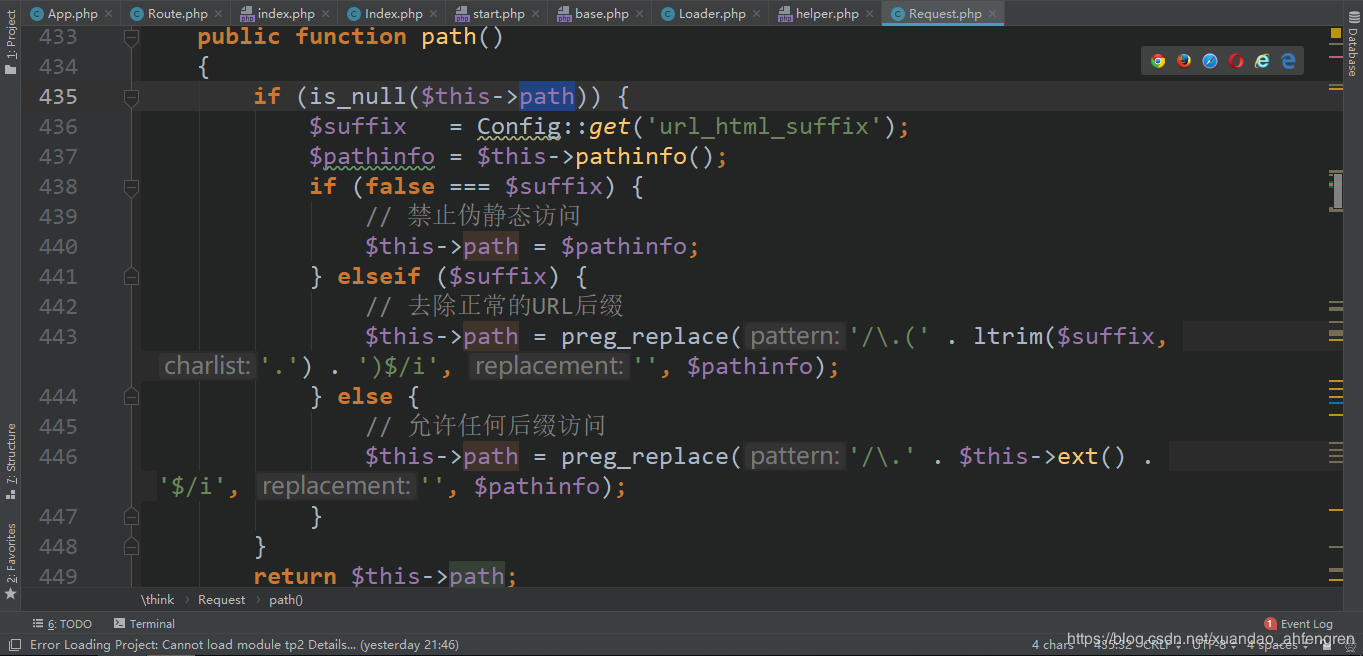 App.php Route.php index.php Index.php start.php base.php Loader.php helper.php Request.php
1: Project
Database
433 public function path()
434 {
435 if (is_null($this->path)) {
436 $suffix   = Config::get('url_html_suffix');
437 $pathinfo = $this->pathinfo();
438 if (false === $suffix) {
439 // 禁止伪静态访问
440 $this->path = $pathinfo;
441 } elseif ($suffix) {
442 // 去除正常的URL后缀
443 $this->path = preg_replace( pattern: '/\.(' . ltrim($suffix,
charlist: '.') . ')$/i', replacement: '', $pathinfo);
444 } else {
445 // 允许任何后缀访问
446 $this->path = preg_replace( pattern: '/\.' . $this->ext() .
'$/i', replacement: '', $pathinfo);
447 }
448 }
449 return $this->path;
7: Structure
2: Favorites
\think › Request › path()
6: TODO Terminal
1 Event Log
Error Loading Project: Cannot load module tp2 Details... (yesterday 21:46)
4 chars 435:32 CRLF UTF-8 4 spaces
https://blog.csdn.net/xuandao_ahfengren